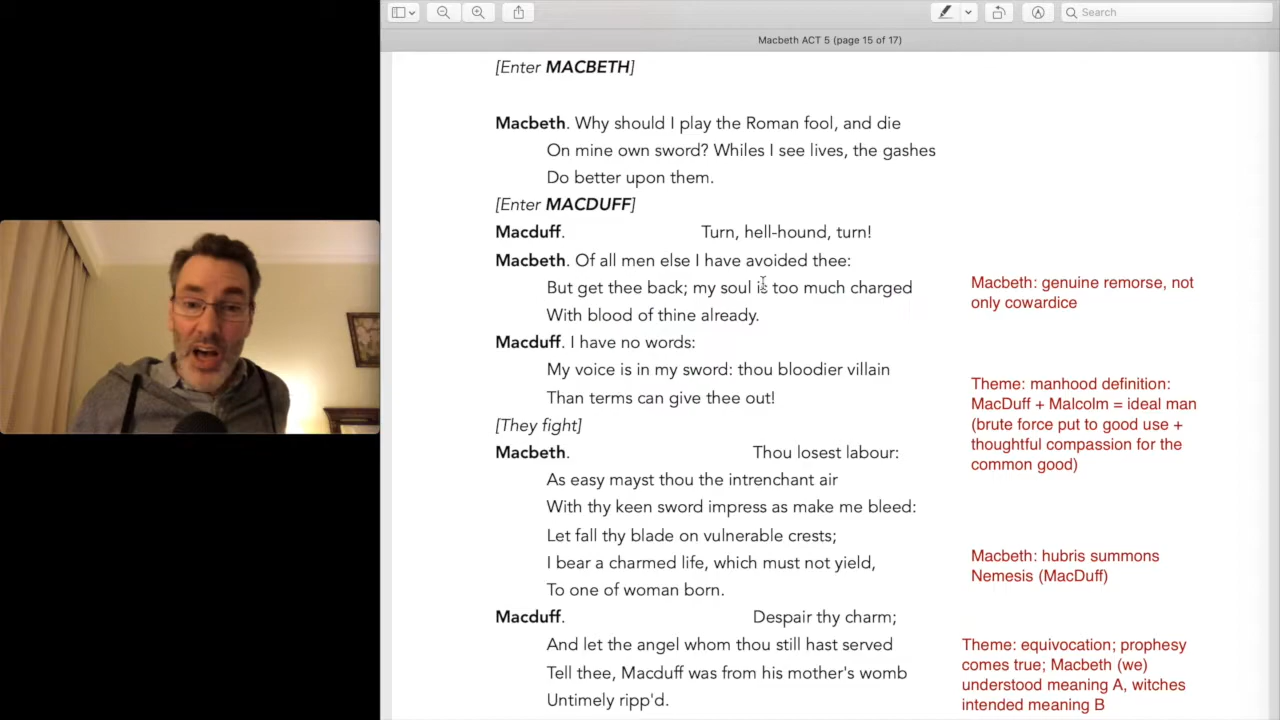 Search
Macbeth ACT 5 (page 15 of 17)
[Enter MACBETH]
Macbeth. Why should I play the Roman fool, and die
On mine own sword? Whiles I see lives, the gashes
Do better upon them.
[Enter MACDUFF]
Macduff. Turn, hell-hound, turn!
Macbeth. Of all men else I have avoided thee:
But get thee back; my soul is too much charged
With blood of thine already.
Macbeth: genuine remorse, not
only cowardice
Macduff. I have no words:
My voice is in my sword: thou bloodier villain
Than terms can give thee out!
Theme: manhood definition:
MacDuff + Malcolm = ideal man
(brute force put to good use +
thoughtful compassion for the
common good)
[They fight]
Macbeth. Thou losest labour:
As easy mayst thou the intrenchant air
With thy keen sword impress as make me bleed:
Let fall thy blade on vulnerable crests;
I bear a charmed life, which must not yield,
To one of woman born.
Macbeth: hubris summons
Nemesis (MacDuff)
Macduff. Despair thy charm;
And let the angel whom thou still hast served
Tell thee, Macduff was from his mother's womb
Untimely ripp'd.
Theme: equivocation; prophesy
comes true; Macbeth (we)
understood meaning A, witches
intended meaning B